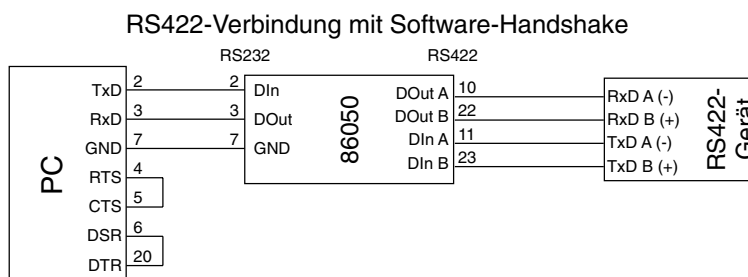 RS422-Verbindung mit Software-Handshake
RS232 RS422
PC
TxD 2
RxD 3
GND 7
RTS 4
CTS 5
DSR 6
DTR 20
2 DIn
3 DOut
7 GND
86050
DOut A 10
DOut B 22
DIn A 11
DIn B 23
RxD A (-)
RxD B (+)
TxD A (-)
TxD B (+)
RS422-
Gerät